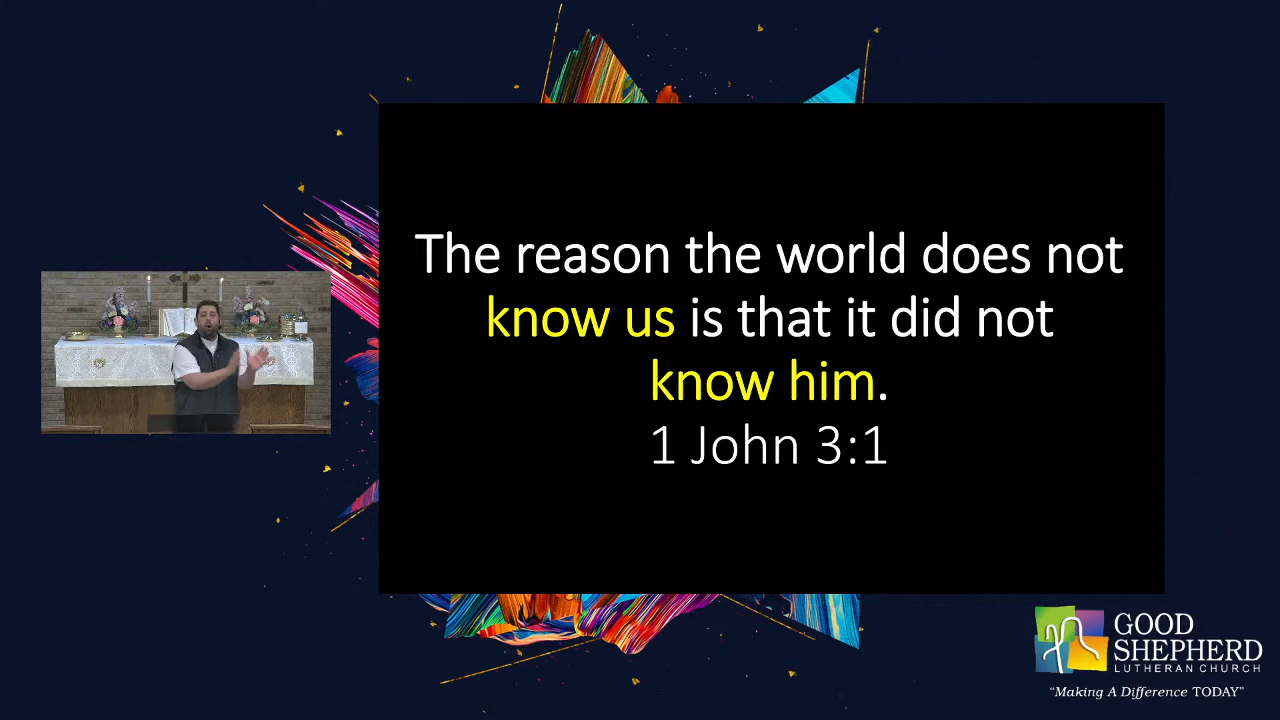 The reason the world does not
know us is that it did not
know him.
1 John 3:1
GOOD
SHEPHERD
LUTHERAN CHURCH
"Making A Difference TODAY"